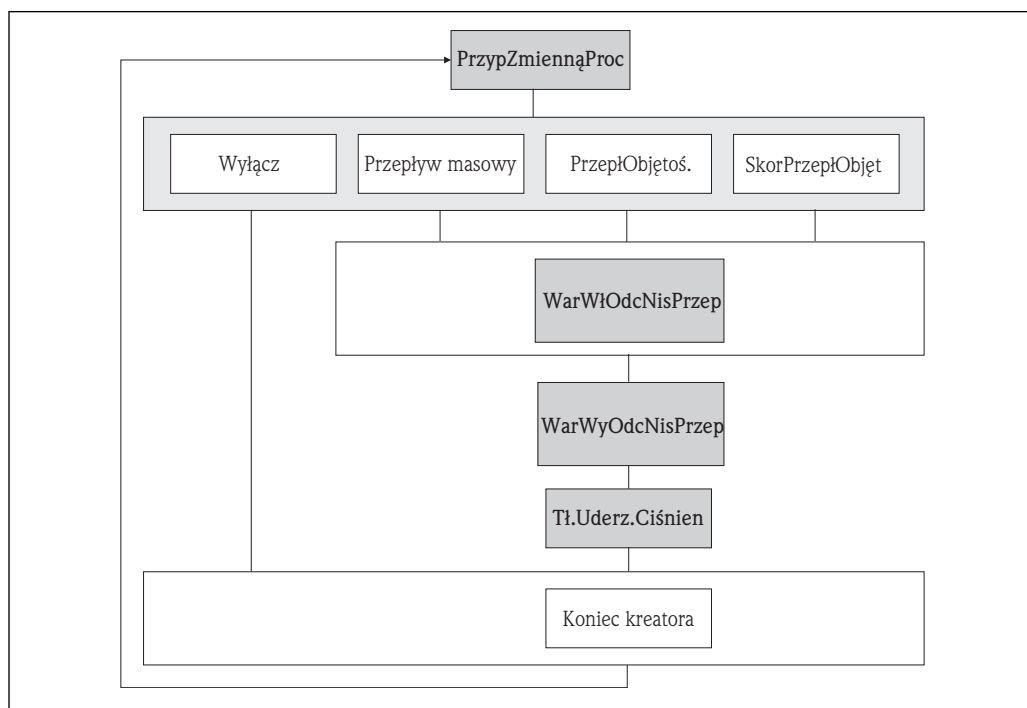 PrzypZmiennąProc
Wyłącz
Przepływ masowy
PrzepłObjętoś.
SkorPrzepłObjęt
WarWłOdcNisPrzep
WarWyOdcNisPrzep
Tł.Uderz.Ciśnien
Koniec kreatora